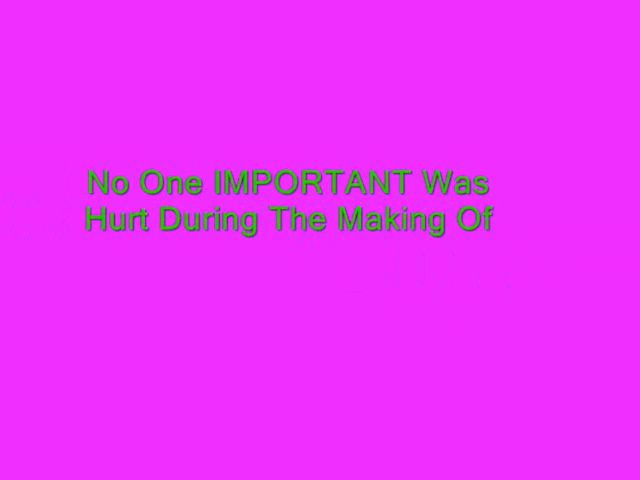 No One IMPORTANT Was
Hurt During The Making Of